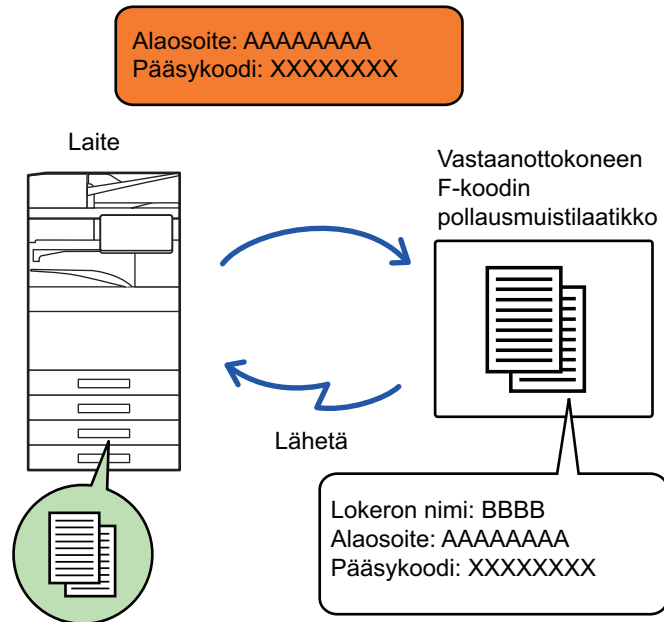 Alaosoite: AAAAAAAA
Pääsykoodi: XXXXXXXX
Laite
Vastaanottokoneen
F-koodin
pollausmuistilaatikko
Lähetä
Lokeron nimi: BBBB
Alaosoite: AAAAAAAA
Pääsykoodi: XXXXXXXX